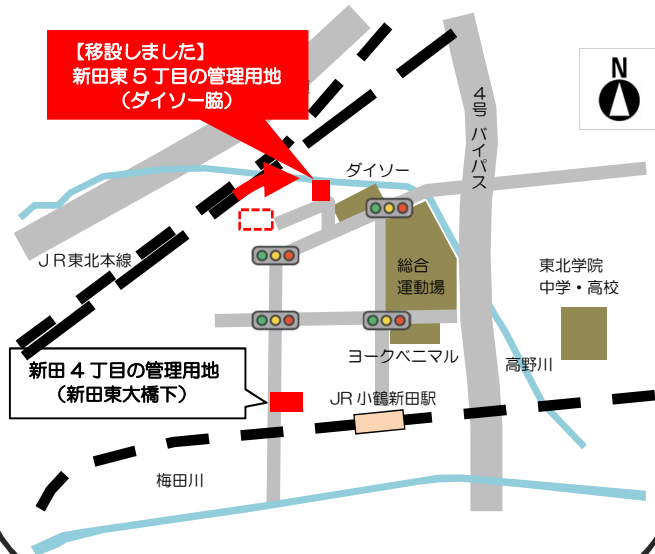 【移設しました】
新田東５丁目の管理用地
（ダイソー脇）
N
４号 バイパス
ダイソー
ＪＲ東北本線
総合
運動場
東北学院
中学・高校
ヨークベニマル
高野川
新田４丁目の管理用地
（新田東大橋下）
JR 小鶴新田駅
梅田川